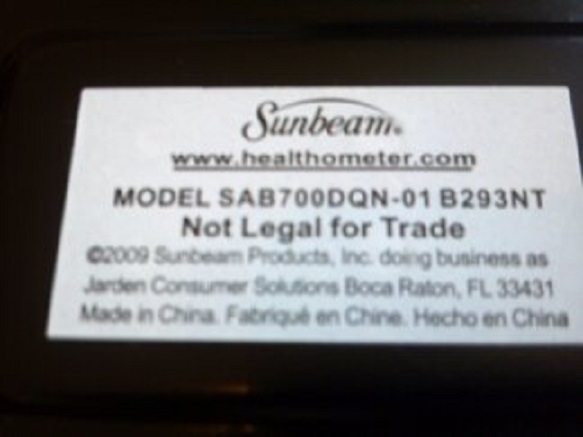 Sunbeam®
www.healthometer.com
MODEL SAB700DQN-01 B293NT
Not Legal for Trade
©2009 Sunbeam Products, Inc. doing business as
Jarden Consumer Solutions Boca Raton, FL 33431
Made in China. Fabriqué en Chine. Hecho en China